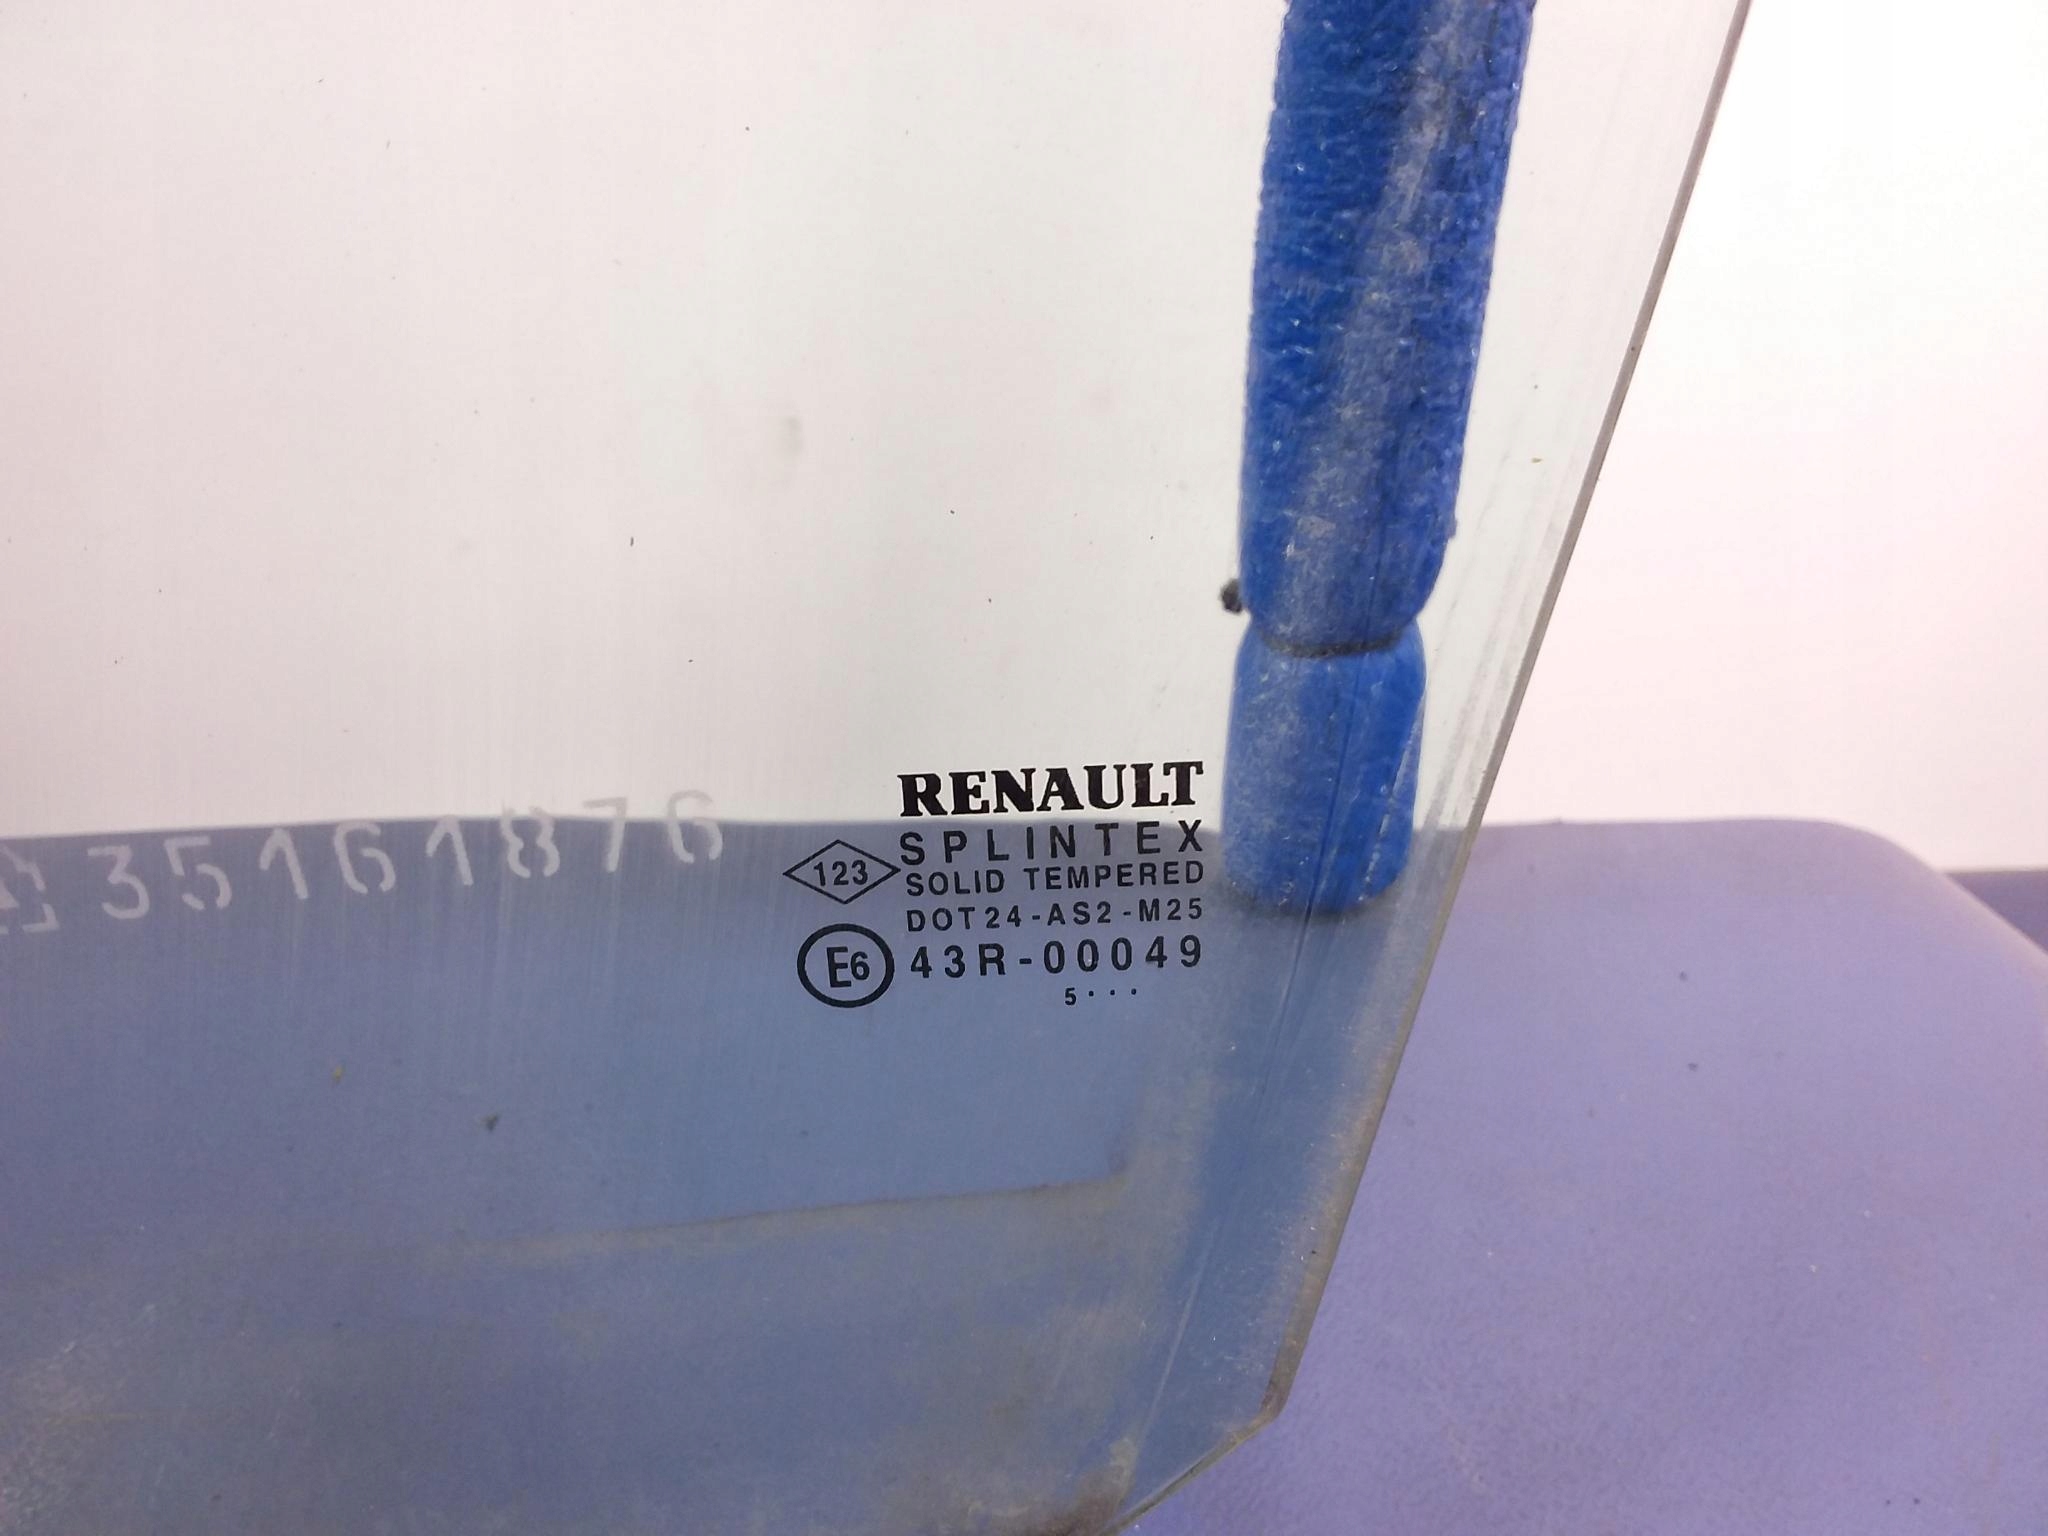 RENAULT
SPLINTEX
123
SOLID TEMPERED
DOT24-AS2-M25
E6 43R-00049
5···
35161876